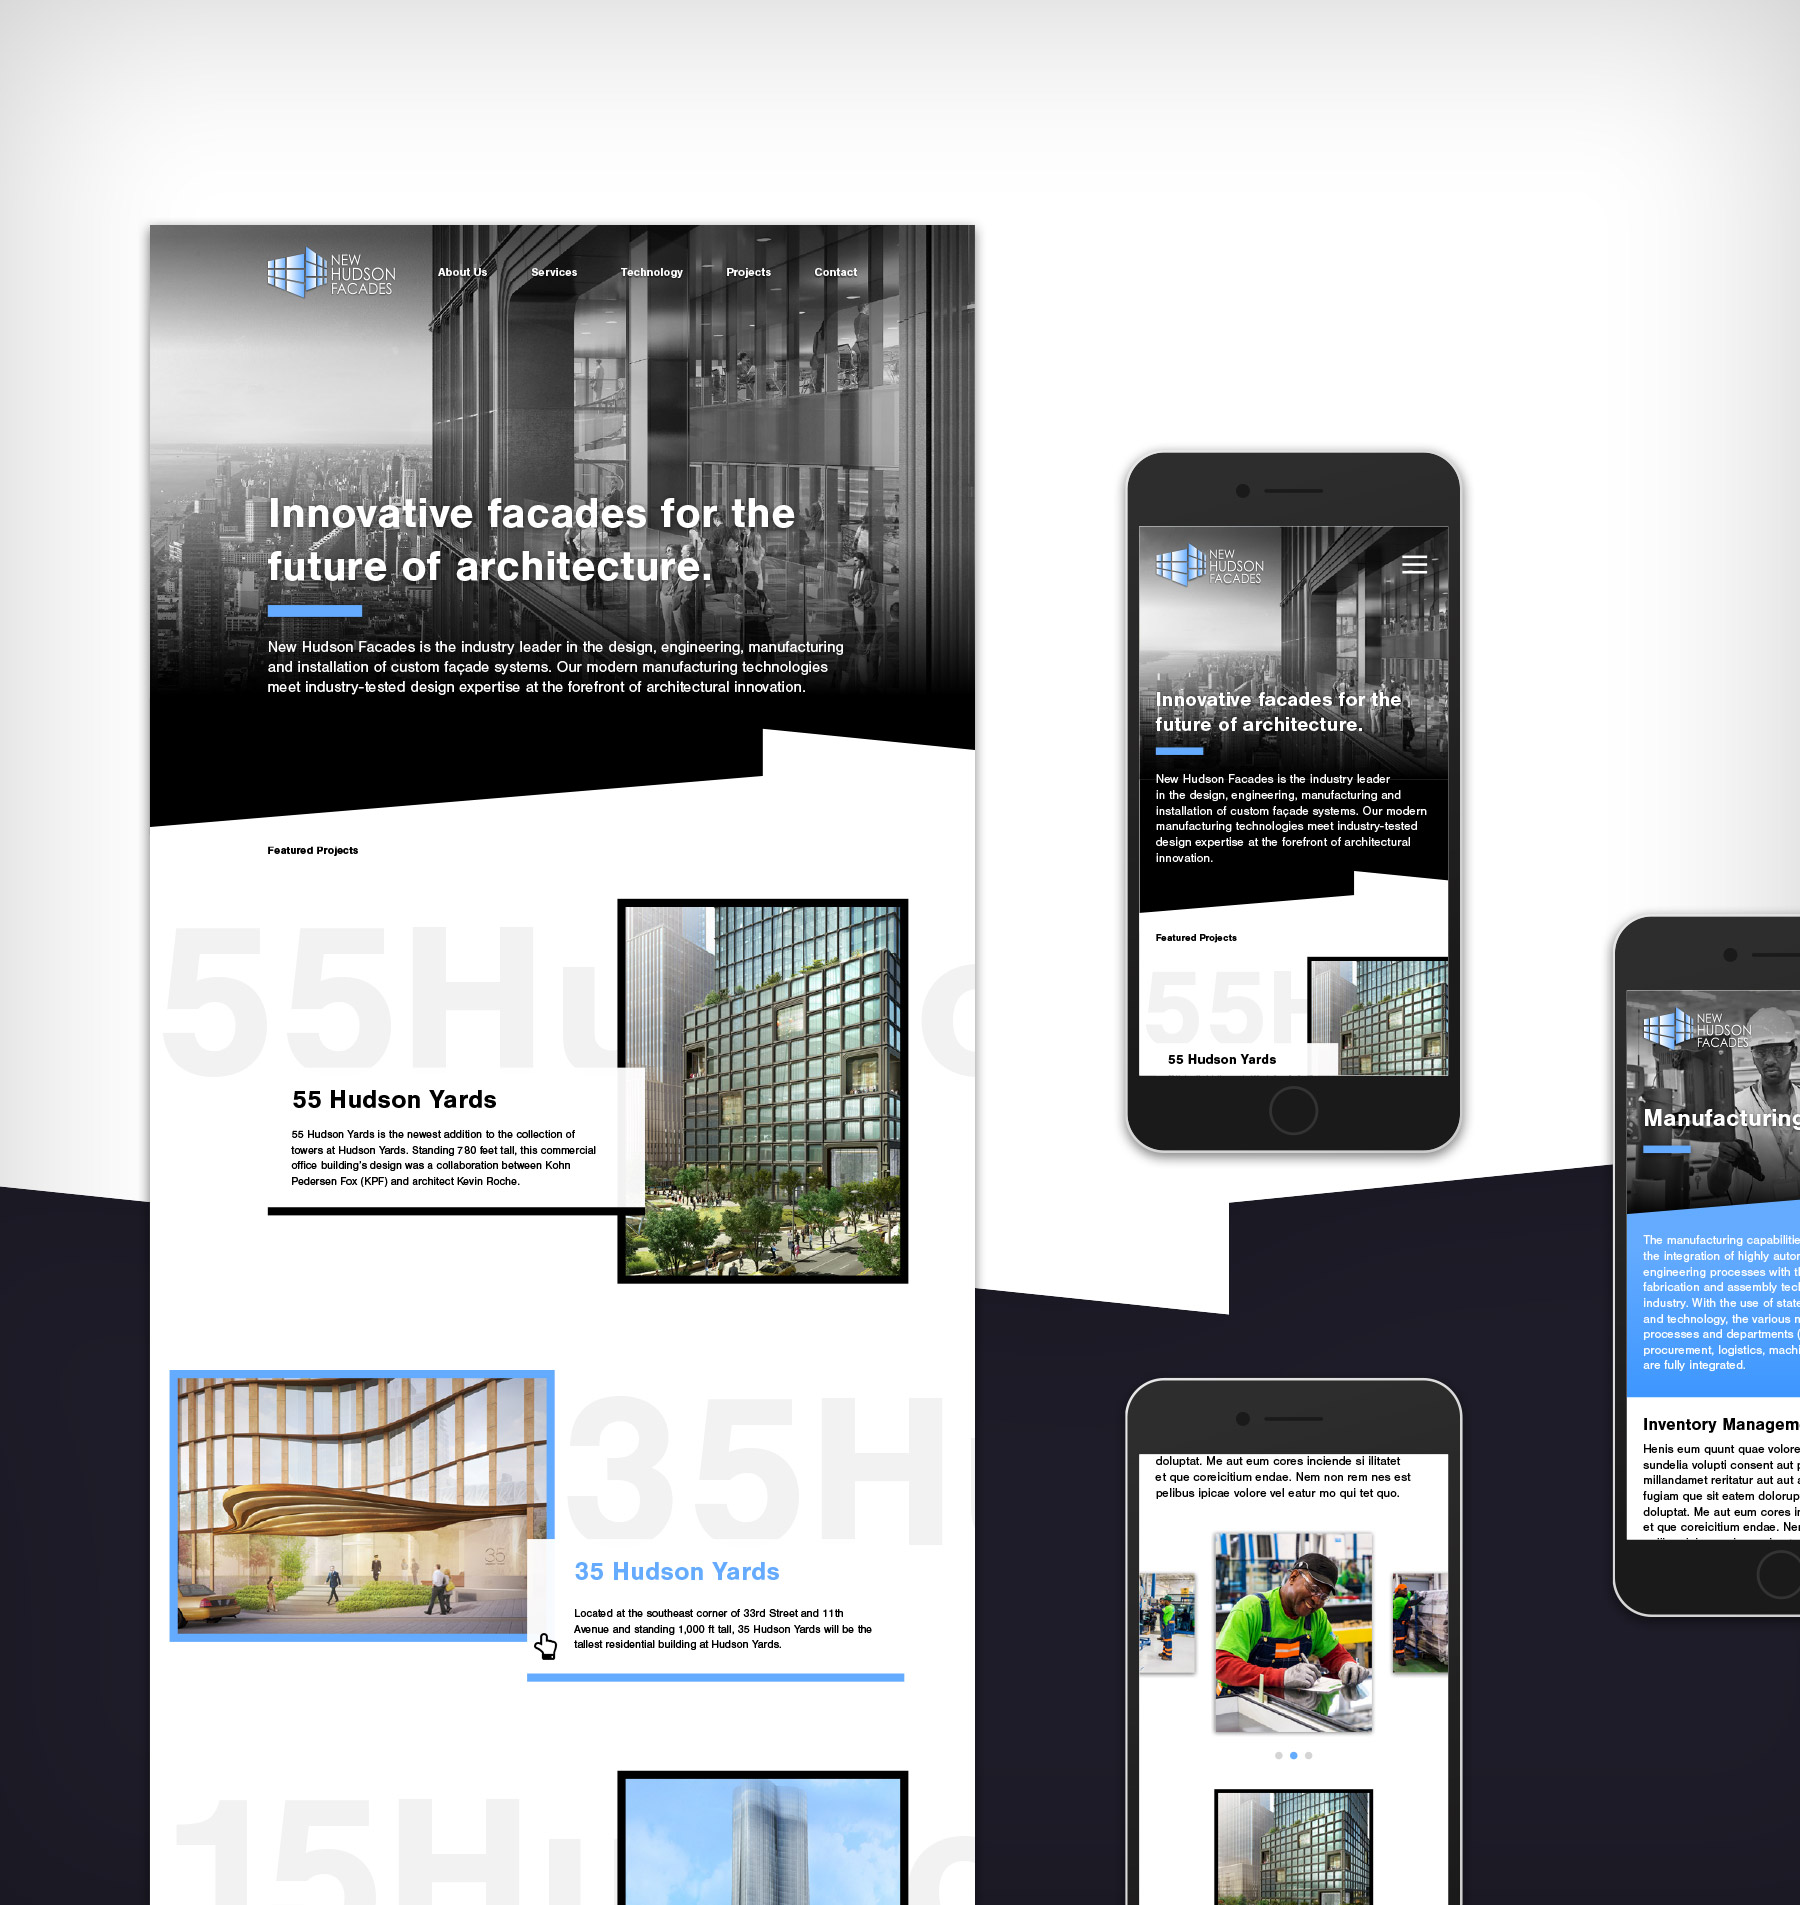 NEW
HUDSON
FACADES
About Us
Services
Technology
Projects
Contact
Innovative facades for the
future of architecture.
New Hudson Facades is the industry leader in the design, engineering, manufacturing
and installation of custom façade systems. Our modern manufacturing technologies
meet industry-tested design expertise at the forefront of architectural innovation.
Featured Projects
55Hu
55 Hudson Yards
55 Hudson Yards is the newest addition to the collection of
towers at Hudson Yards. Standing 780 feet tall, this commercial
office building's design was a collaboration between Kohn
Pedersen Fox (KPF) and architect Kevin Roche.
35H
35
35 Hudson Yards
Located at the southeast corner of 33rd Street and 11th
Avenue and standing 1,000 ft tall, 35 Hudson Yards will be the
tallest residential building at Hudson Yards.
15Hu
NEW
HUDSON
FACADES
Innovative facades for the
future of architecture.
New Hudson Facades is the industry leader
in the design, engineering, manufacturing and
installation of custom façade systems. Our modern
manufacturing technologies meet industry-tested
design expertise at the forefront of architectural
innovation.
Featured Projects
55H
55 Hudson Yards
doluptat. Me aut eum cores inciende si ilitatet
et que coreicitium endae. Nem non rem nes est
pelibus ipicae volore vel eatur mo qui tet quo.
NEW
HUDSON
FACADES
Manufacturing
The manufacturing capabilitie
the integration of highly autor
engineering processes with th
fabrication and assembly tec
industry. With the use of state
and technology, the various m
processes and departments (
procurement, logistics, machi
are fully integrated.
Inventory Managem
Henis eum quunt quae volore
sundelia volupti consent aut p
millandamet reritatur aut aut a
fugiam que sit eatem dolorup
doluptat. Me aut eum cores in
et que coreicitium endae. Ner